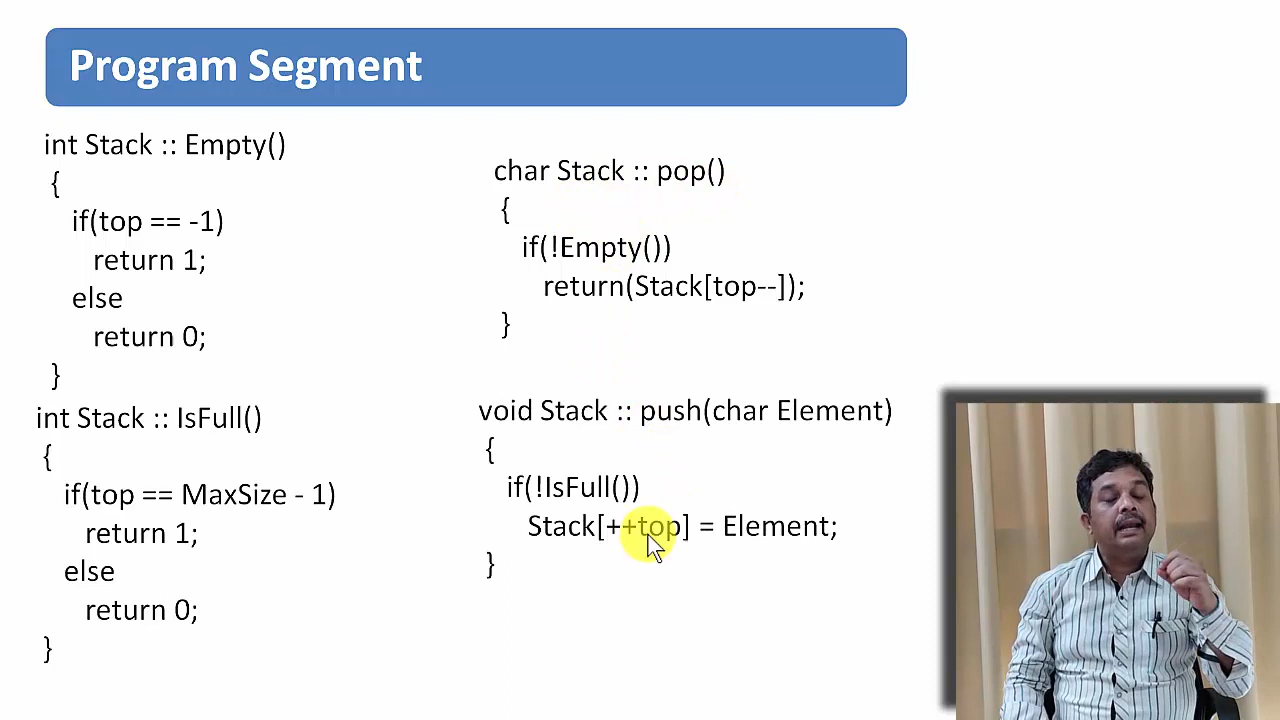 Program Segment
int Stack :: Empty()
{
if(top == -1)
return 1;
else
return 0;
}
int Stack :: IsFull()
{
if(top == MaxSize - 1)
return 1;
else
return 0;
}
char Stack :: pop()
{
if(!Empty())
return(Stack[top--]);
}
void Stack :: push(char Element)
{
if(!IsFull())
Stack[++top] = Element;
}